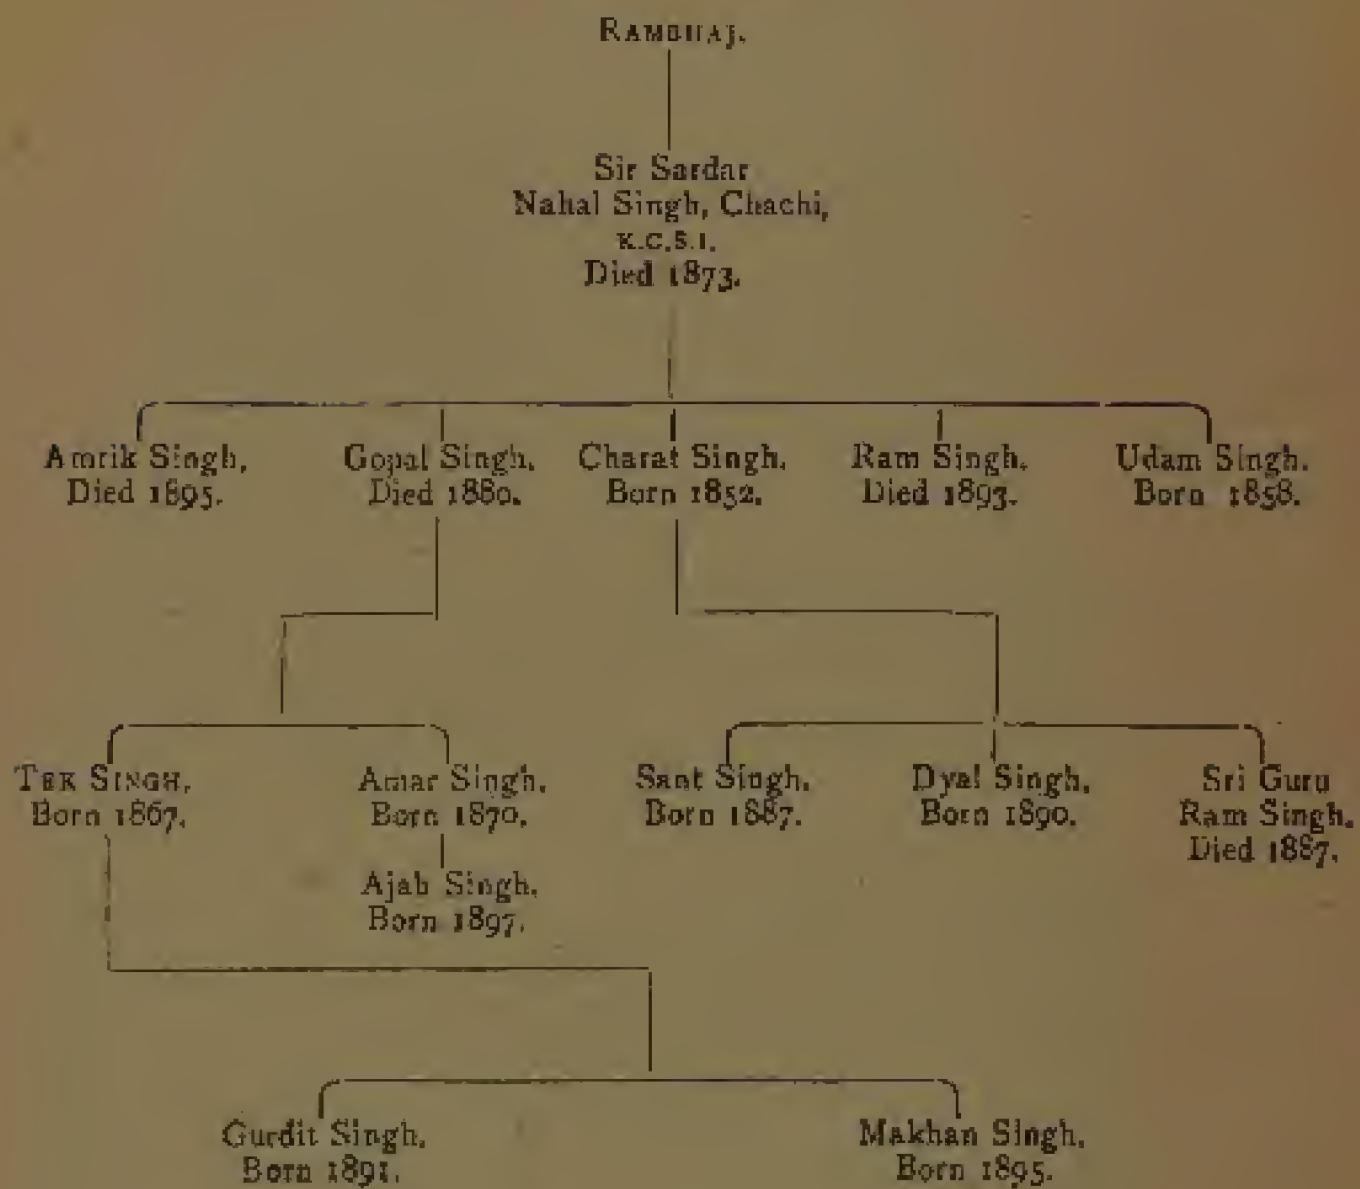 RAMBHAJ.
Sir Sardar
Nahal Singh, Chachi,
K.C.S.I.
Died 1873.
Amrik Singh,
Died 1895.
Gopal Singh,
Died 1880.
Charat Singh,
Born 1852.
Ram Singh,
Died 1893.
Udam Singh.
Born 1858.
TEK SINGH,
Born 1867.
Amar Singh,
Born 1870.
Sant Singh,
Born 1887.
Dyal Singh,
Born 1890.
Sri Guru
Ram Singh,
Died 1887.
Ajab Singh,
Born 1897.
Gurdit Singh,
Born 1891.
Makhan Singh,
Born 1895.